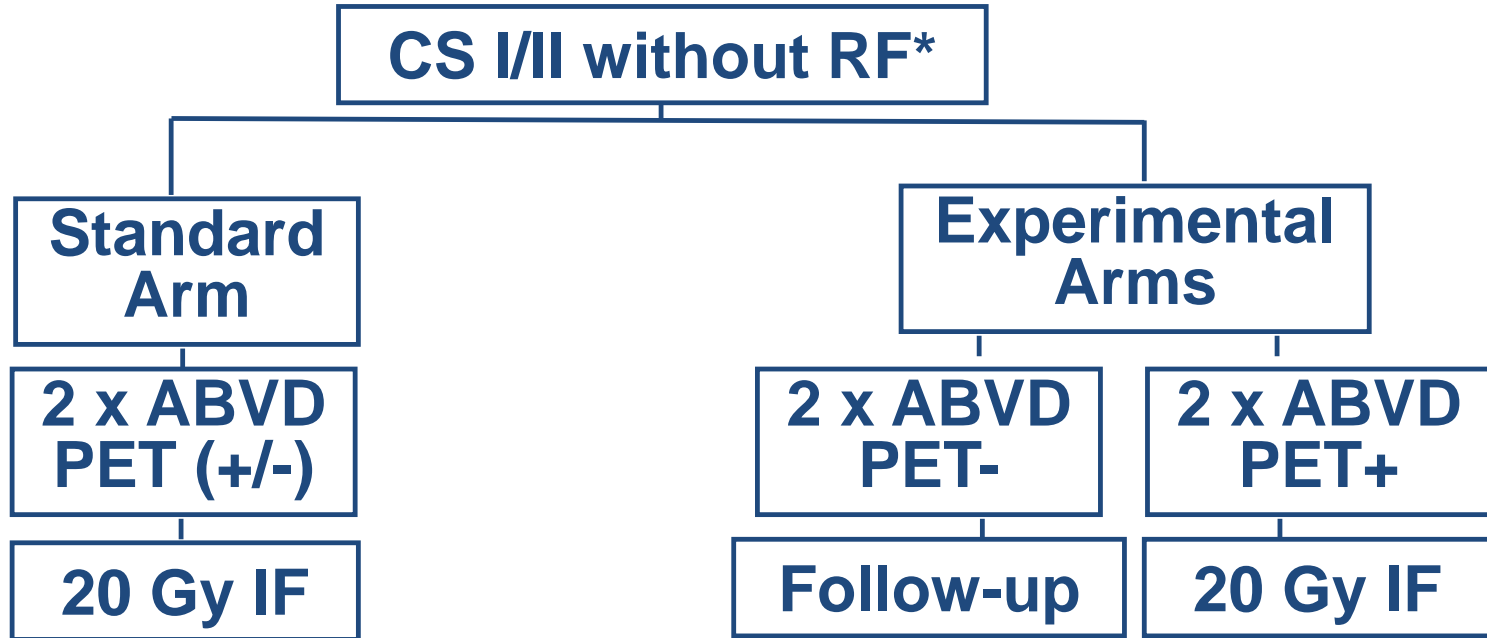 CS I/II without RF*
Standard
Arm
2 x ABVD
PET (+/-)
20 Gy IF
Experimental
Arms
2 x ABVD
PET-
Follow-up
2 x ABVD
PET+
20 Gy IF